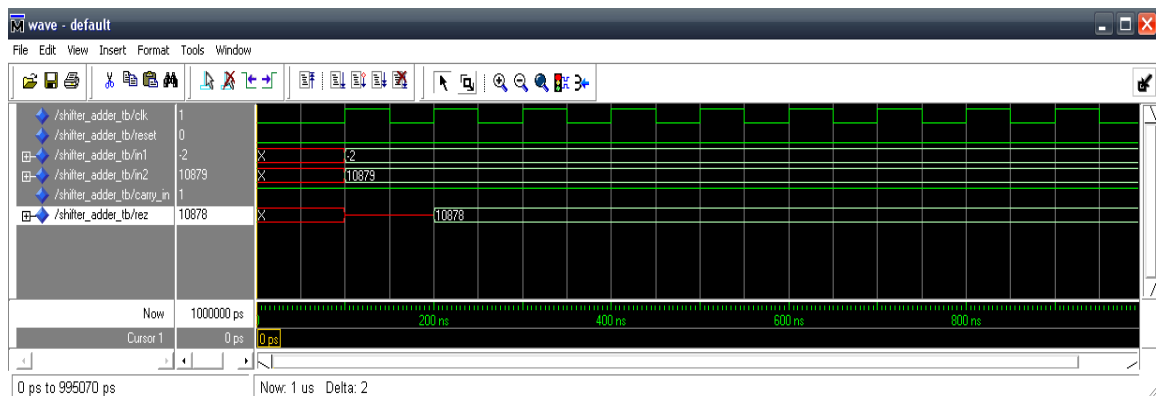 wave - default
File Edit View Insert Format Tools Window
/shifter_adder_tb/clk 1
/shifter_adder_tb/reset 0
/shifter_adder_tb/in1 -2 X -2
/shifter_adder_tb/in2 10879 X 10879
/shifter_adder_tb/carry_in 1
/shifter_adder_tb/rez 10878 X 10878
Now 1000000 ps 200 ns 400 ns 600 ns 800 ns
Cursor 1 0 ps 0 ps
0 ps to 995070 ps Now: 1 us Delta: 2